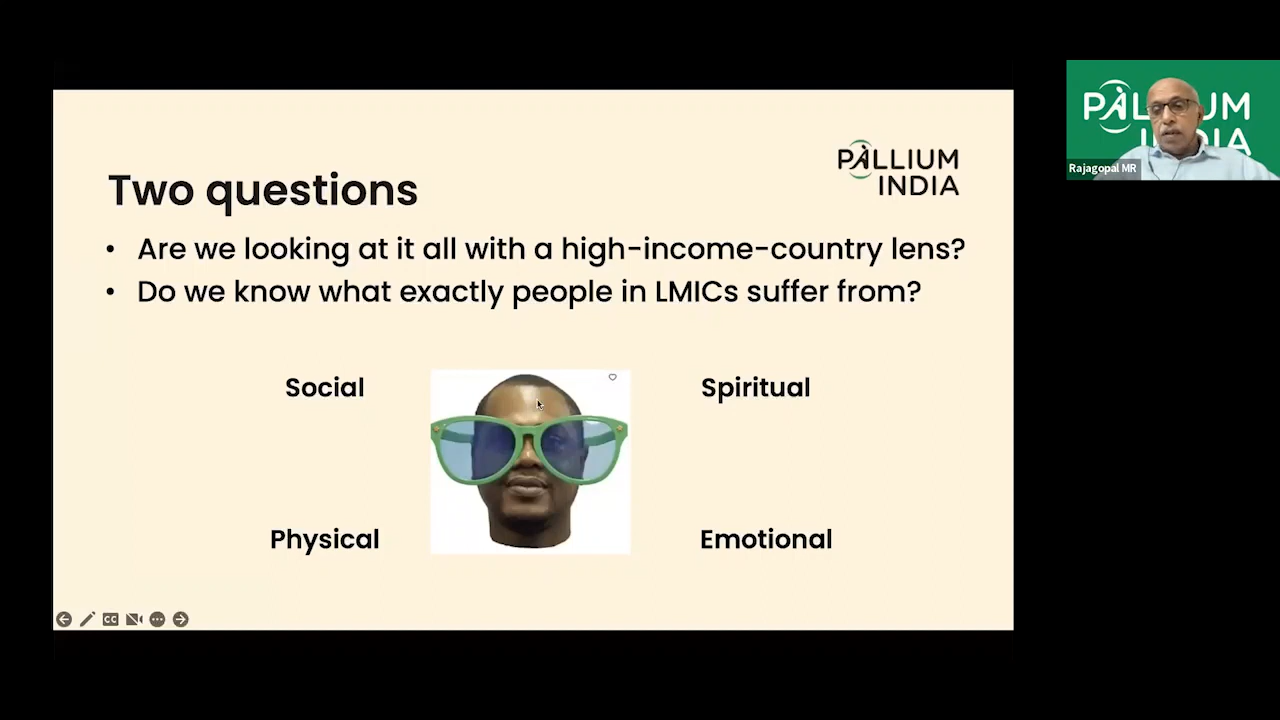 Two questions
PALLIUM
INDIA
• Are we looking at it all with a high-income-country lens?
• Do we know what exactly people in LMICs suffer from?
Social
Spiritual
Physical
Emotional
CC
PALLIUM
INDIA
Rajagopal MR